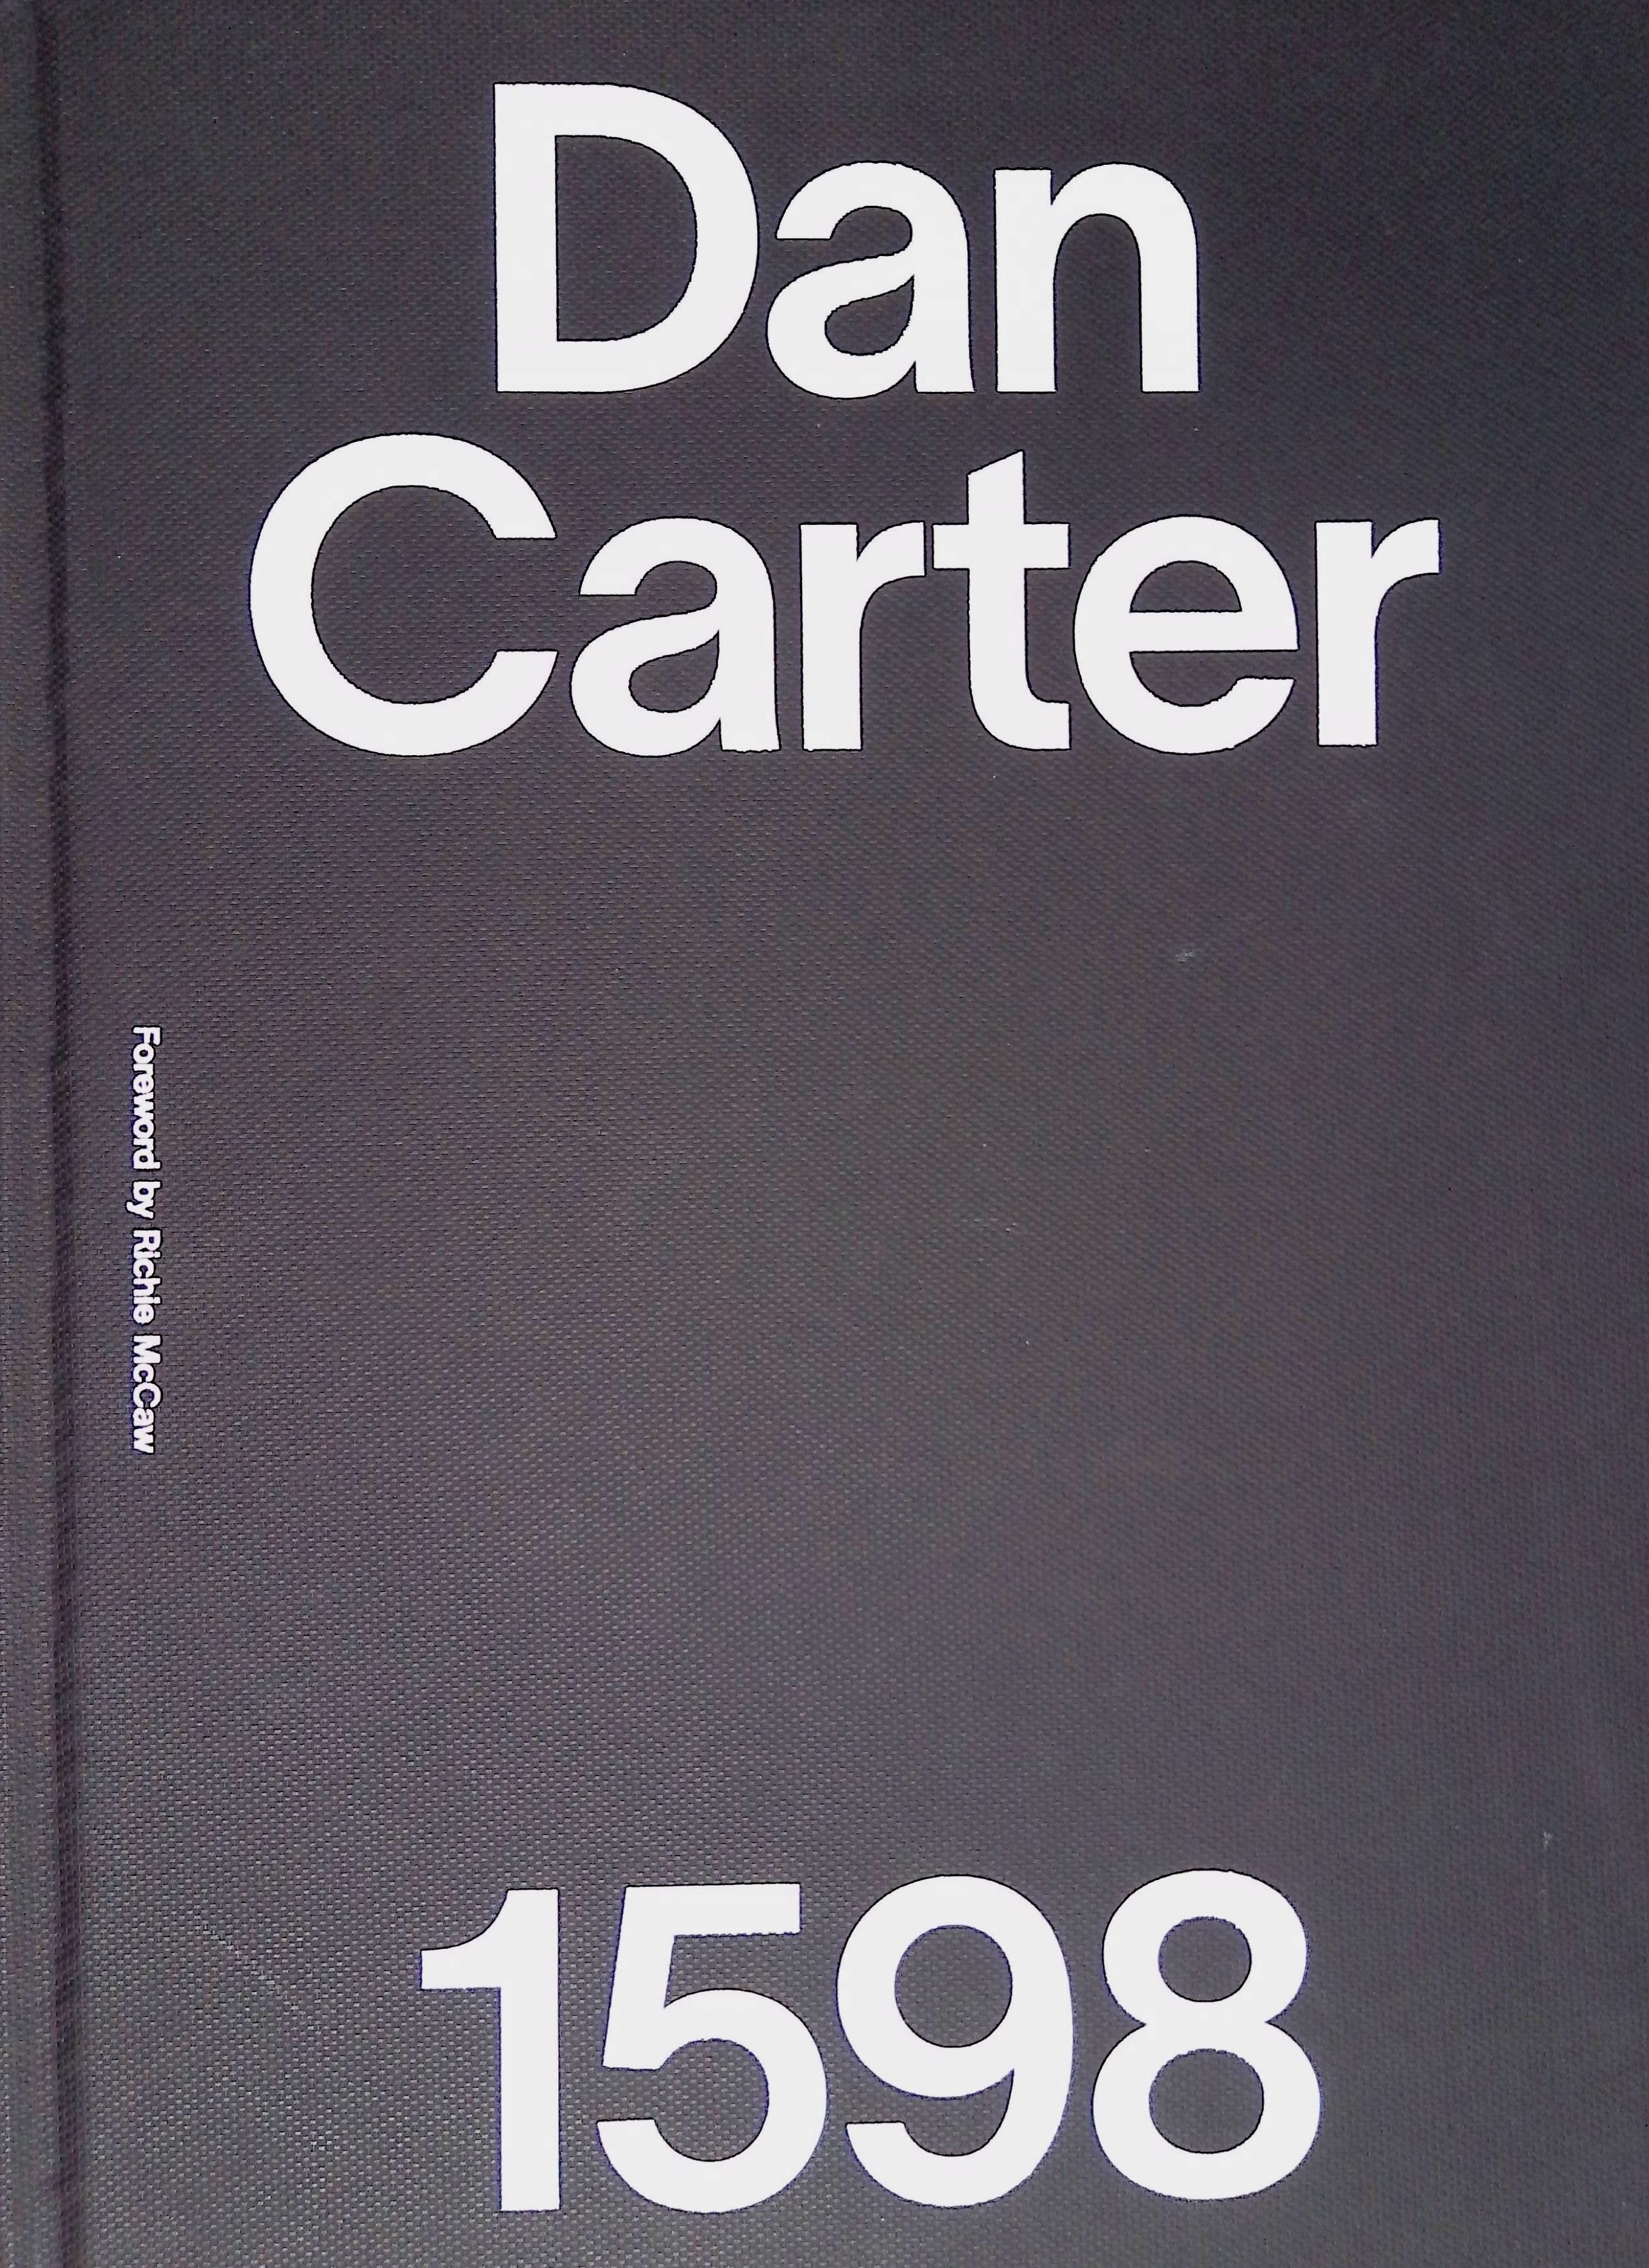 Dan
Carter
Foreword by Richie McCaw
1598